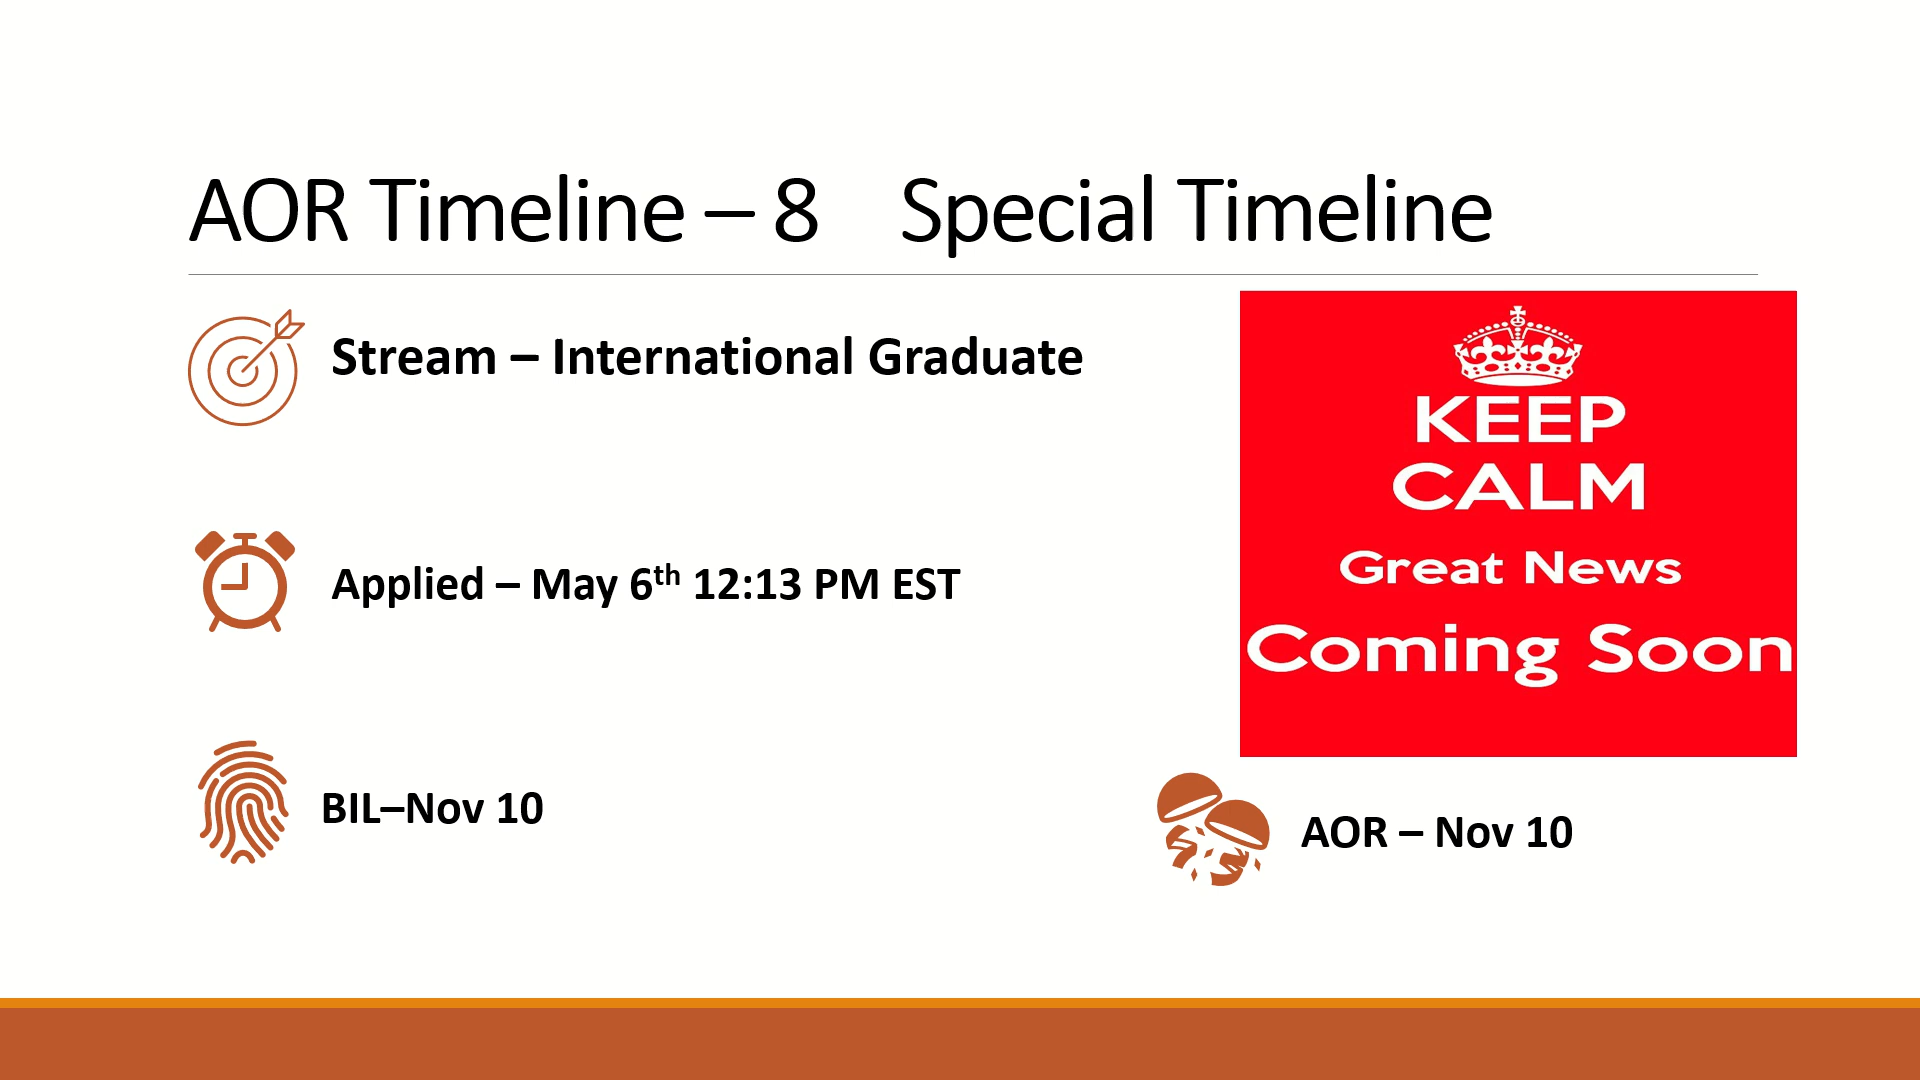 AOR Timeline – 8    Special Timeline
Stream – International Graduate
Applied – May 6th 12:13 PM EST
BIL–Nov 10
KEEP
CALM
Great News
Coming Soon
AOR – Nov 10